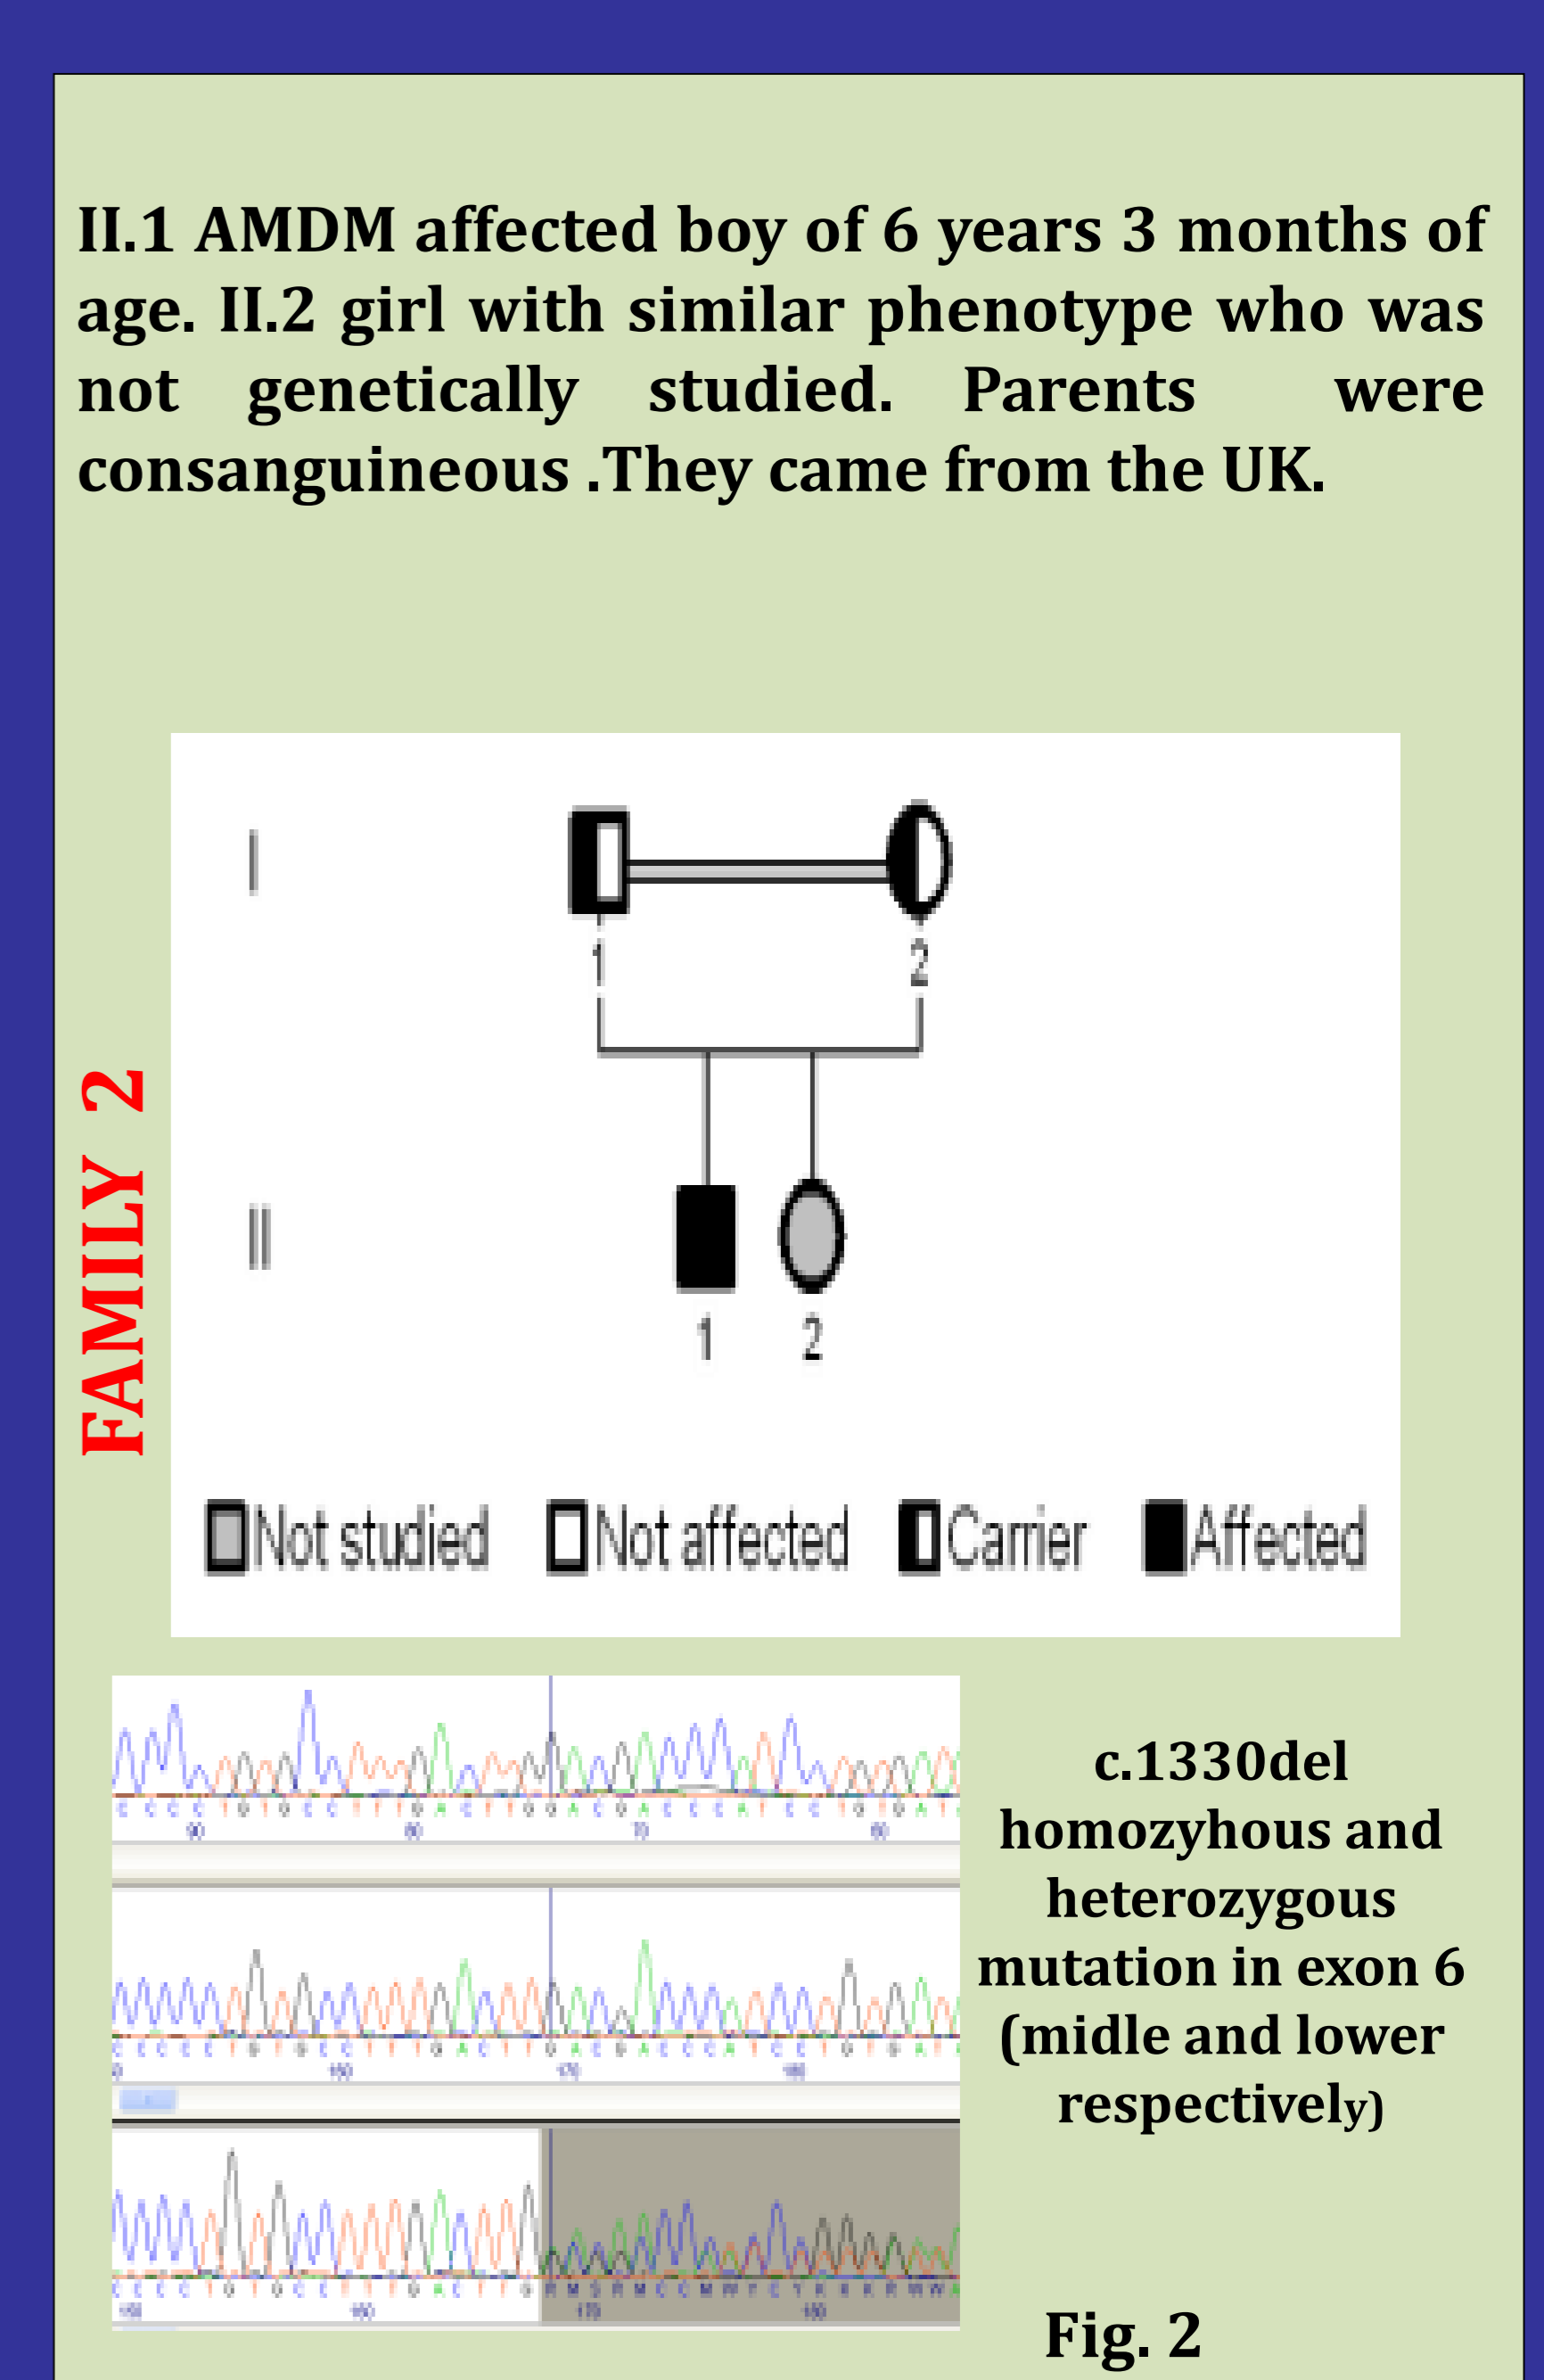 II.1 AMDM affected boy of 6 years 3 months of
age. II.2 girl with similar phenotype who was
not genetically studied. Parents were
consanguineous .They came from the UK.
FAMILY 2
I
1 2
II
1 2
Not studied Not affected Carrier Affected
c.1330del
homozyhous and
heterozygous
mutation in exon 6
(midle and lower
respectively)
Fig. 2